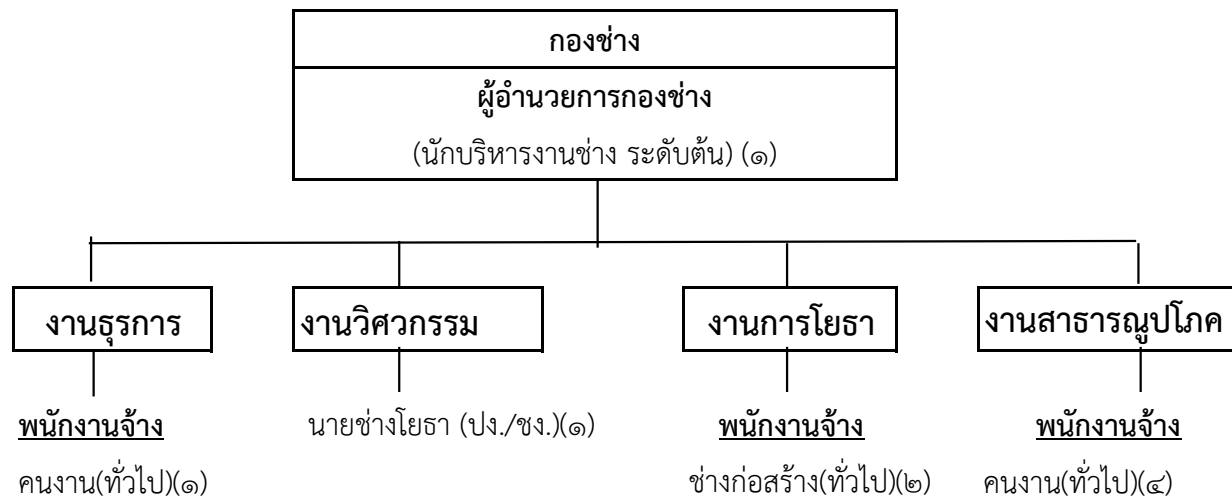 กองช่าง
ผู้อำนวยการกองช่าง
(นักบริหารงานช่าง ระดับต้น) (๑)
งานธุรการ
งานวิศวกรรม
งานการโยธา
งานสาธารณูปโภค
พนักงานจ้าง
นายช่างโยธา (ปง./ชง.)(๑)
พนักงานจ้าง
พนักงานจ้าง
คนงาน(ทั่วไป)(๑)
ช่างก่อสร้าง(ทั่วไป)(๒)
คนงาน(ทั่วไป)(๔)